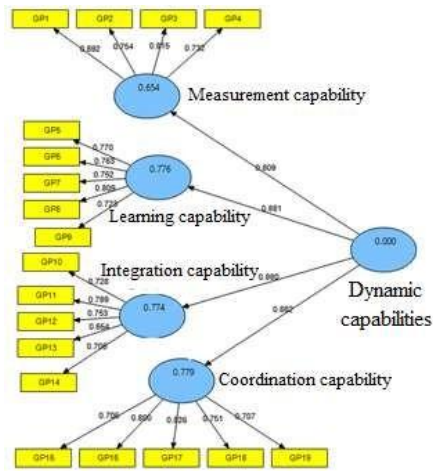 GP1
GP2
GP3
GP4
0.692
0.754
0.815
0.732
0.654
Measurement capability
GP5
GP6
GP7
GP8
GP9
0.770
0.763
0.792
0.806
0.723
0.776
Learning capability
0.809
0.881
0.000
Dynamic
capabilities
GP10
GP11
GP12
GP13
GP14
Integration capability
0.728
0.789
0.753
0.664
0.706
0.774
0.880
0.882
0.779
Coordination capability
0.706
0.800
0.826
0.751
0.707
GP15
GP16
GP17
GP18
GP19